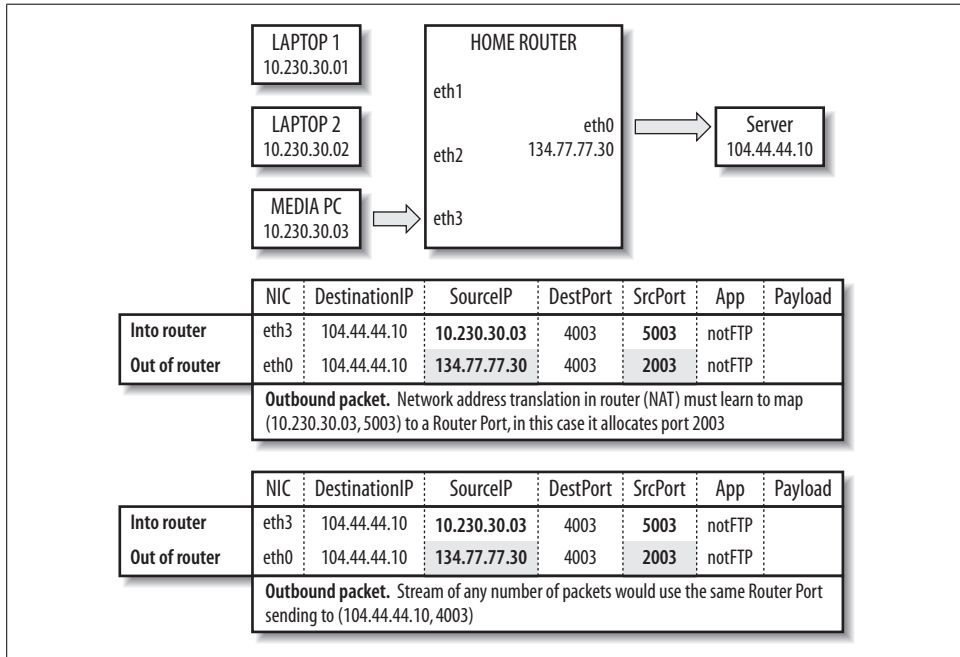 LAPTOP 1
10.230.30.01
LAPTOP 2
10.230.30.02
MEDIA PC
10.230.30.03
HOME ROUTER
eth1
eth2
eth3
eth0
134.77.77.30
Server
104.44.44.10
NIC DestinationIP SourceIP DestPort SrcPort App Payload
Into router eth3 104.44.44.10 10.230.30.03 4003 5003 notFTP
Out of router eth0 104.44.44.10 134.77.77.30 4003 2003 notFTP
Outbound packet. Network address translation in router (NAT) must learn to map
(10.230.30.03, 5003) to a Router Port, in this case it allocates port 2003
NIC DestinationIP SourceIP DestPort SrcPort App Payload
Into router eth3 104.44.44.10 10.230.30.03 4003 5003 notFTP
Out of router eth0 104.44.44.10 134.77.77.30 4003 2003 notFTP
Outbound packet. Stream of any number of packets would use the same Router Port
sending to (104.44.44.10, 4003)